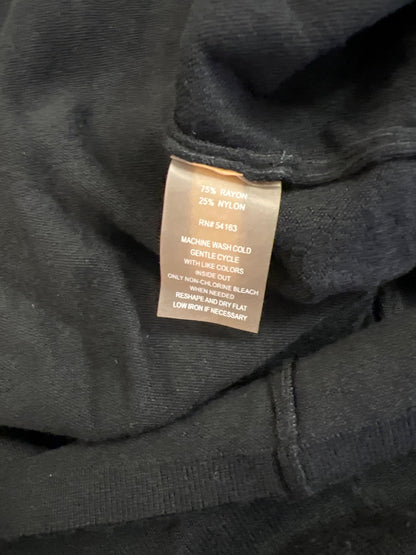 75% RAYON
25% NYLON
RN# 54163
MACHINE WASH COLD
GENTLE CYCLE
WITH LIKE COLORS
INSIDE OUT
ONLY NON-CHLORINE BLEACH
WHEN NEEDED
RESHAPE AND DRY FLAT
LOW IRON IF NECESSARY